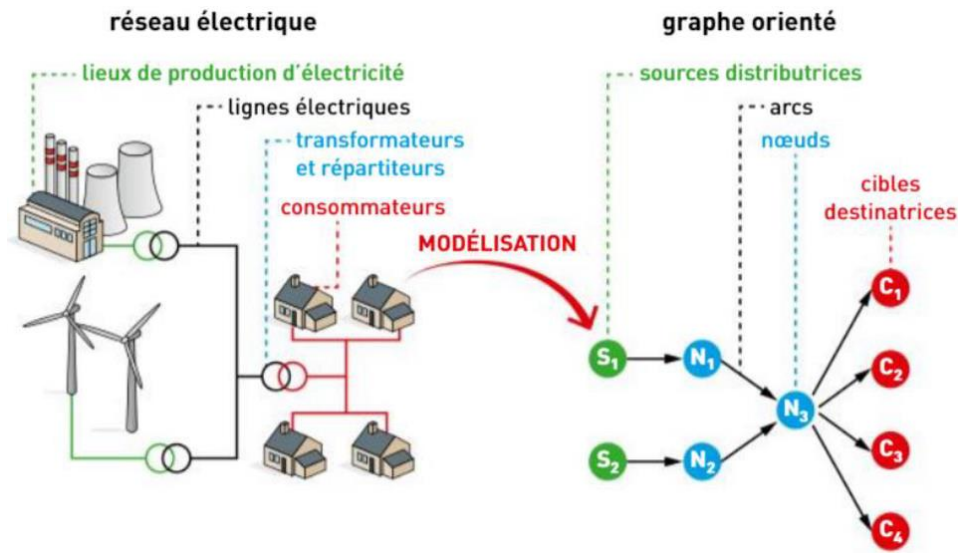 réseau électrique
lieux de production d'électricité
lignes électriques
transformateurs
et répartiteurs
consommateurs
MODÉLISATION
graphe orienté
sources distributrices
arcs
nœuds
cibles
destinatrices
S₁
N₁
S₂
N₂
N₃
C₁
C₂
C₃
C₄